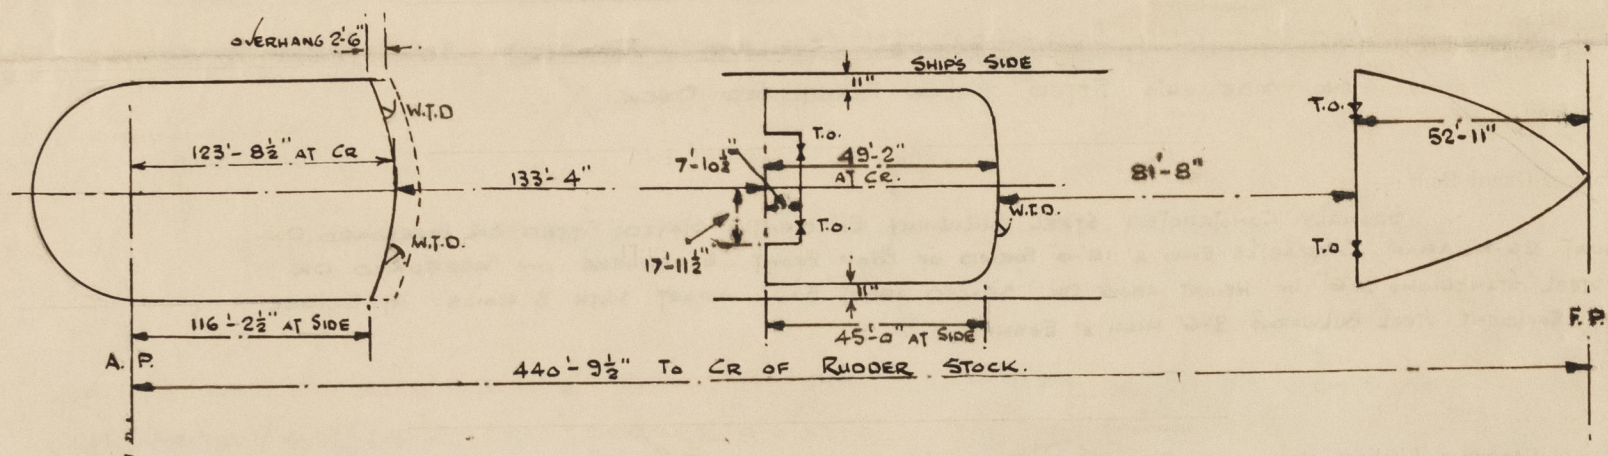 OVERHANG 2'-6"
SHIP'S SIDE
11"
W.T.D
T.O.
T.O.
52'-11"
123'-8½" AT CR
7'-10½"
49'-2"
AT CR.
133'-4"
81'-8"
W.T.D.
T.O.
W.T.D.
T.O
17'-11½"
11"
116'-2½" AT SIDE
45'-0" AT SIDE
F.P.
A. P.
440'-9½" TO CR OF RUDDER STOCK.